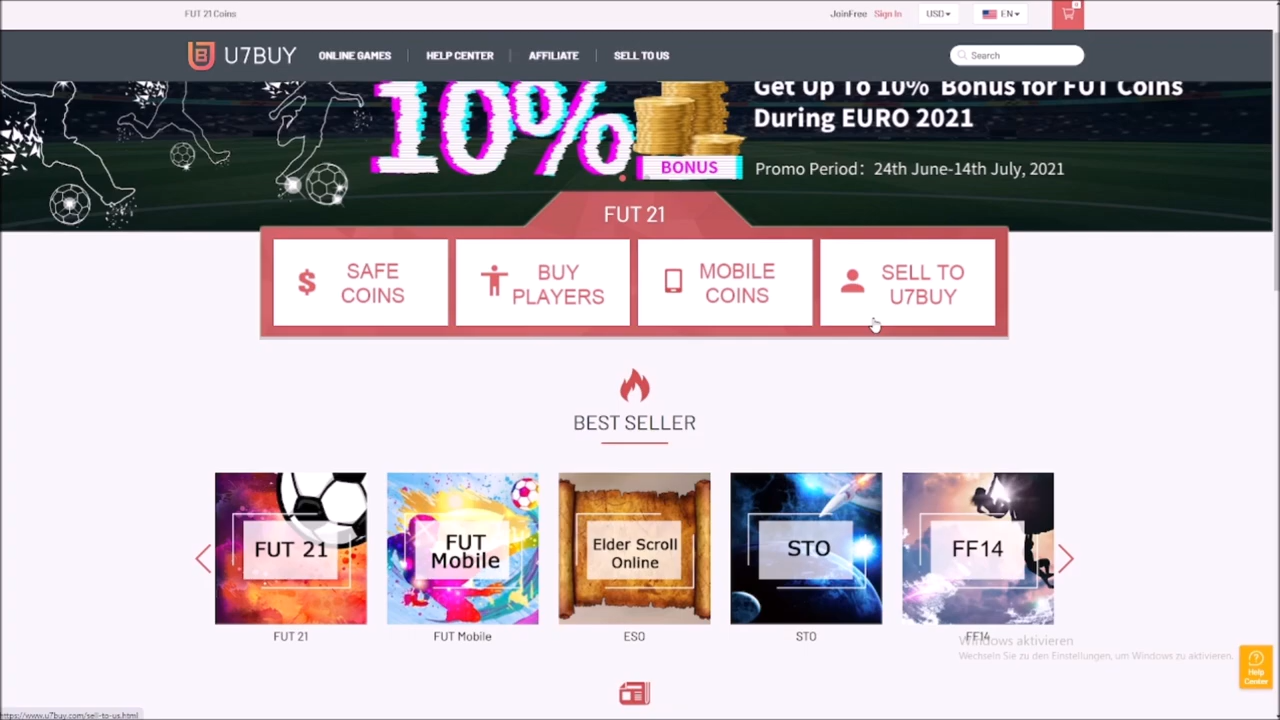 FUT 21 Coins
JoinFree Sign In USD EN
0
U7BUY ONLINE GAMES HELP CENTER AFFILIATE SELL TO US Search
Get Up To 10% Bonus for FUT Coins
During EURO 2021
10%
BONUS
Promo Period: 24th June-14th July, 2021
FUT 21
SAFE
COINS
BUY
PLAYERS
MOBILE
COINS
SELL TO
U7BUY
BEST SELLER
FUT 21
FUT
Mobile
Elder Scroll
Online
STO
FF14
FUT 21 FUT Mobile ESO STO FF14
Windows aktivieren
Wechseln Sie zu den Einstellungen, um Windows zu aktivieren.
Help
Center
https://www.u7buy.com/sell-to-us.html